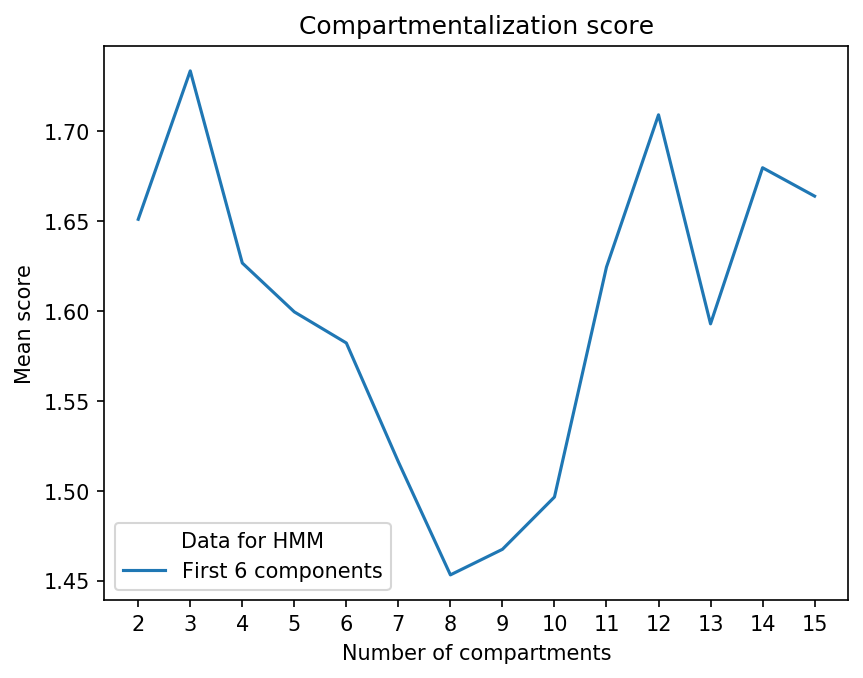 Compartmentalization score
Mean score
1.70
1.65
1.60
1.55
1.50
1.45
Data for HMM
First 6 components
2 3 4 5 6 7 8 9 10 11 12 13 14 15
Number of compartments